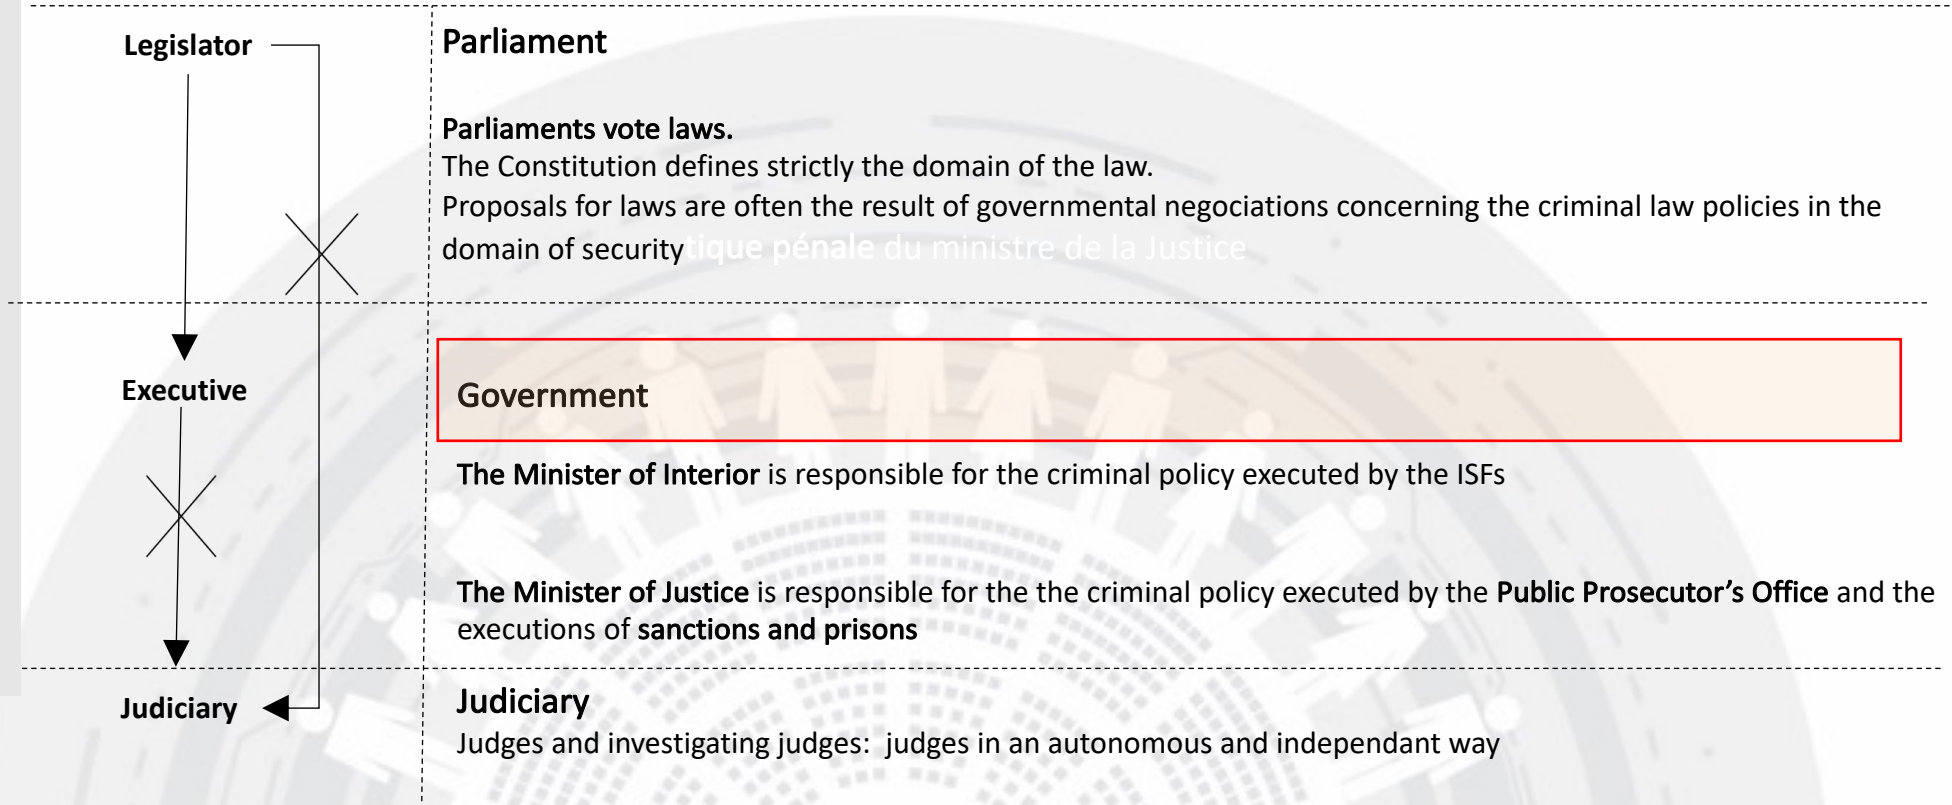 Legislator
Parliament
Parliaments vote laws.
The Constitution defines strictly the domain of the law.
Proposals for laws are often the result of governmental negociations concerning the criminal law policies in the
domain of securitytique pénale du ministre de la Justice
Executive
Government
The Minister of Interior is responsible for the criminal policy executed by the ISFs
The Minister of Justice is responsible for the the criminal policy executed by the Public Prosecutor’s Office and the
executions of sanctions and prisons
Judiciary
Judiciary
Judges and investigating judges: judges in an autonomous and independant way